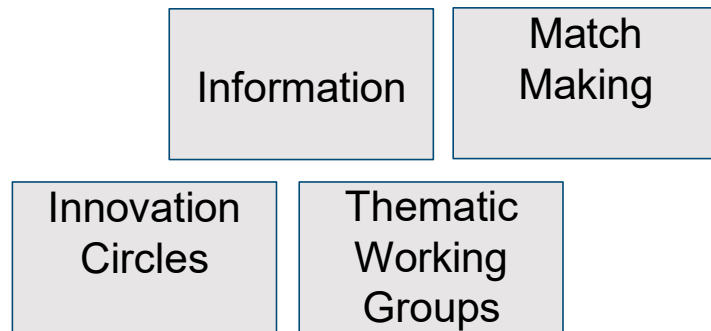 Information
Match
Making
Innovation
Circles
Thematic
Working
Groups